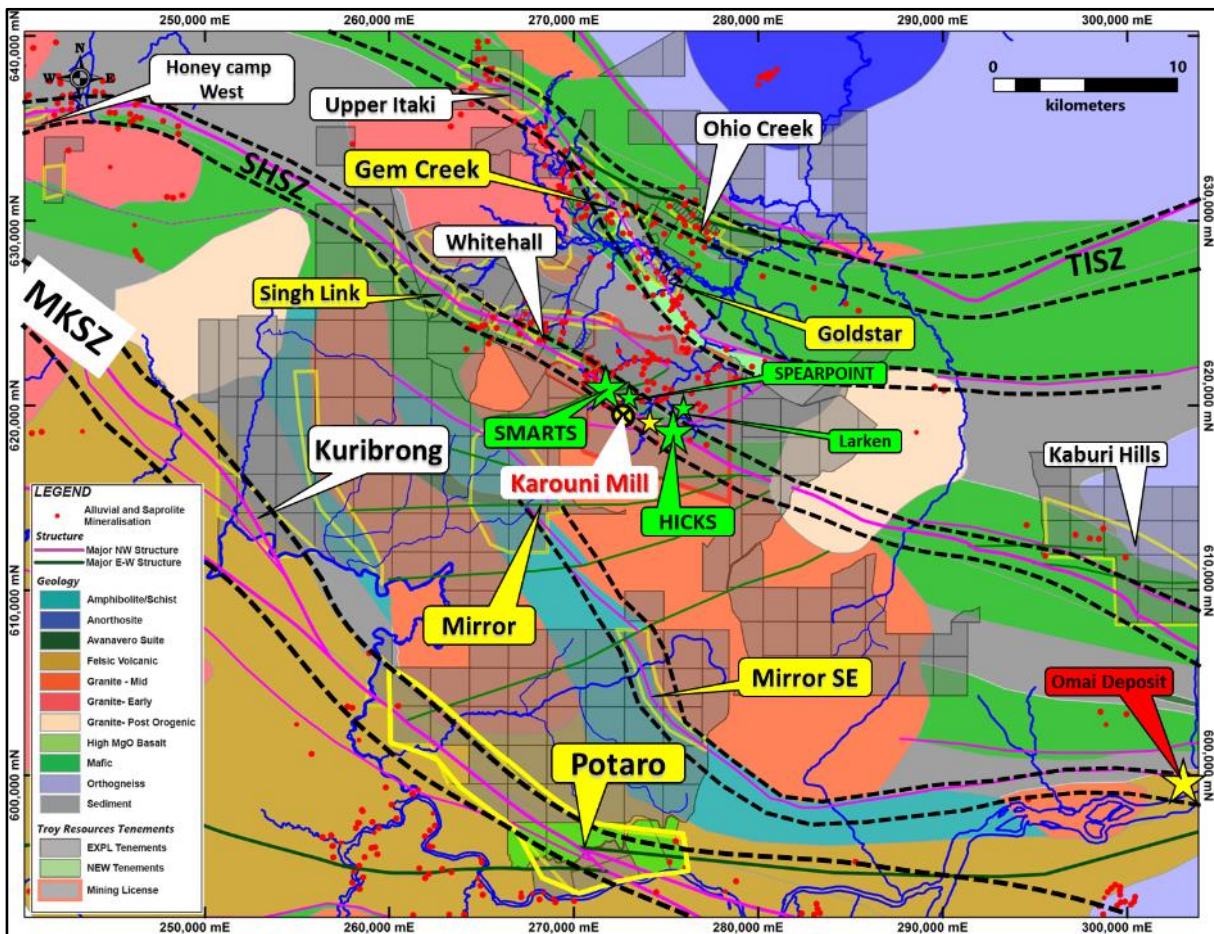 250,000 mE
260,000 mE
270,000 mE
280,000 mE
290,000 mE
300,000 mE
640,000 mN
630,000 mN
620,000 mN
610,000 mN
600,000 mN
630,000 mN
620,000 mN
610,000 mN
600,000 mN
N
W
E
Honey camp
West
0
10
kilometers
Upper Itaki
Ohio Creek
Gem Creek
SHSZ
Whitehall
TISZ
Singh Link
MKSZ
Goldstar
SPEARPOINT
SMARTS
Larken
Kuribrong
Kaburi Hills
Karouni Mill
HICKS
Mirror
Mirror SE
Omai Deposit
Potaro
LEGEND
Alluvial and Saprolite
Mineralisation
Structure
Major NW Structure
Major E-W Structure
Geology
Amphibolite/Schist
Anorthosite
Avanavero Suite
Felsic Volcanic
Granite - Mid
Granite- Early
Granite- Post Orogenic
High MgO Basalt
Mafic
Orthogneiss
Sediment
Troy Resources Tenements
EXPL Tenements
NEW Tenements
Mining License
250,000 mE
260,000 mE
270,000 mE
280,000 mE
290,000 mE
300,000 mE